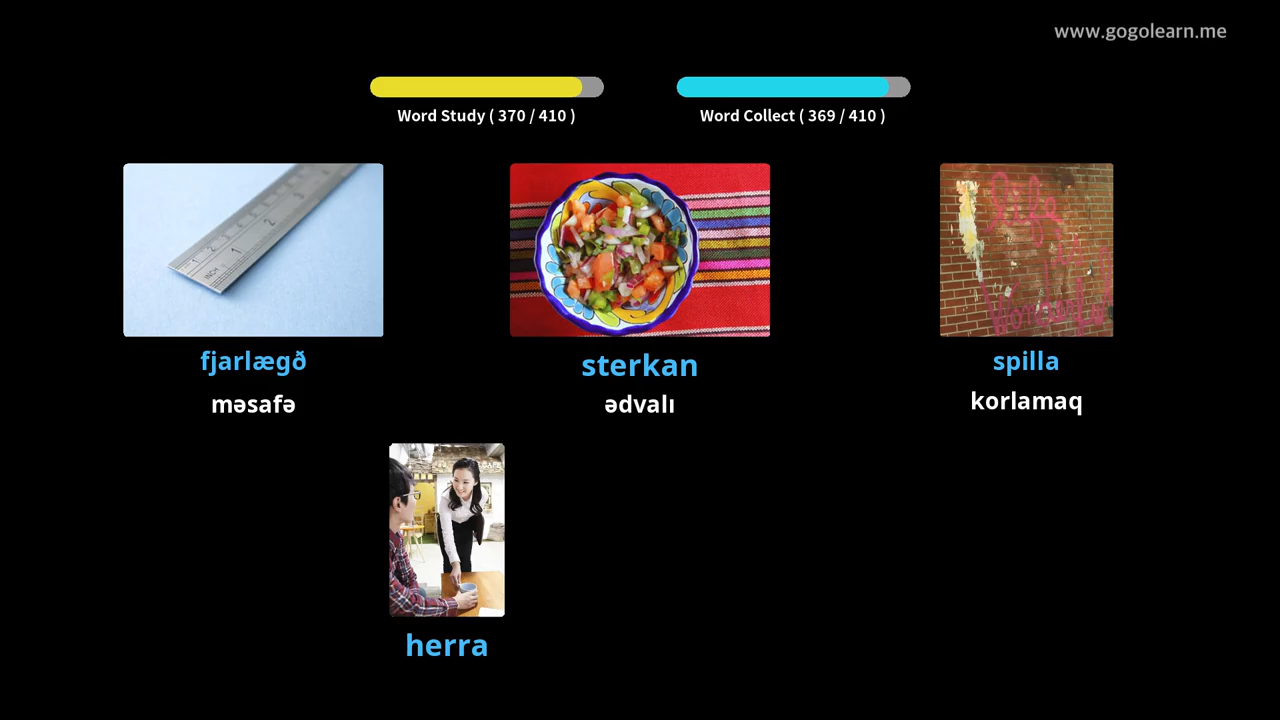 www.gogolearn.me
Word Study ( 370 / 410 )
Word Collect ( 369 / 410 )
fjarlægð
məsafə
sterkan
ədvalı
spilla
korlamaq
herra